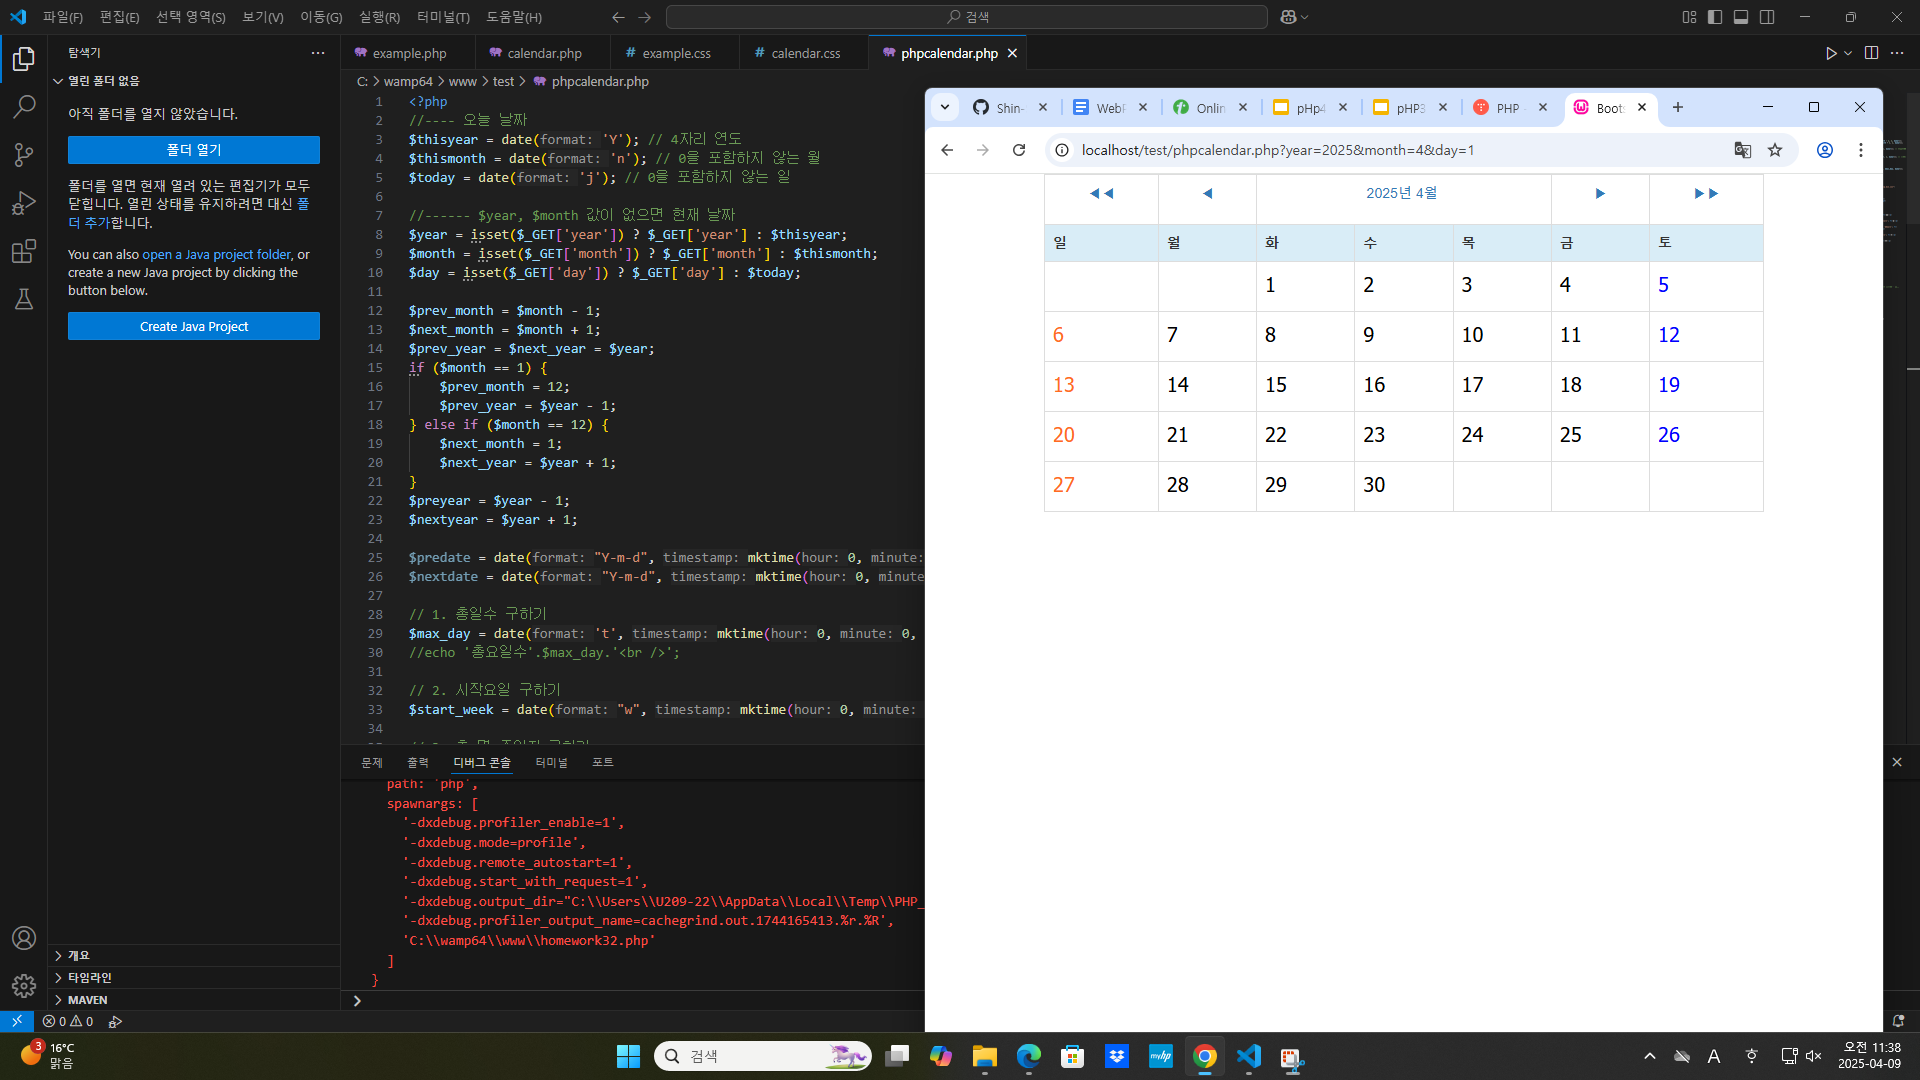 파일(F) 편집(E) 선택 영역(S) 보기(V) 이동(G) 실행(R) 터미널(T) 도움말(H)
검색
탐색기
열린 폴더 없음
아직 폴더를 열지 않았습니다.
폴더 열기
폴더를 열면 현재 열려 있는 편집기가 모두
닫힙니다. 열린 상태를 유지하려면 대신 폴
더 추가합니다.
You can also open a Java project folder, or
create a new Java project by clicking the
button below.
Create Java Project
개요
타임라인
MAVEN
example.php calendar.php example.css calendar.css phpcalendar.php
C: > wamp64 > www > test > phpcalendar.php
1 <?php
2 //---- 오늘 날짜
3 $thisyear = date(format: 'Y'); // 4자리 연도
4 $thismonth = date(format: 'n'); // 0을 포함하지 않는 월
5 $today = date(format: 'j'); // 0을 포함하지 않는 일
6
7 //------ $year, $month 값이 없으면 현재 날짜
8 $year = isset($_GET['year']) ? $_GET['year'] : $thisyear;
9 $month = isset($_GET['month']) ? $_GET['month'] : $thismonth;
10 $day = isset($_GET['day']) ? $_GET['day'] : $today;
11
12 $prev_month = $month - 1;
13 $next_month = $month + 1;
14 $prev_year = $next_year = $year;
15 if ($month == 1) {
16 $prev_month = 12;
17 $prev_year = $year - 1;
18 } else if ($month == 12) {
19 $next_month = 1;
20 $next_year = $year + 1;
21 }
22 $preyear = $year - 1;
23 $nextyear = $year + 1;
24
25 $predate = date(format: "Y-m-d", timestamp: mktime(hour: 0, minute:
26 $nextdate = date(format: "Y-m-d", timestamp: mktime(hour: 0, minute
27
28 // 1. 총일수 구하기
29 $max_day = date(format: 't', timestamp: mktime(hour: 0, minute: 0,
30 //echo '총요일수'.$max_day.'<br />';
31
32 // 2. 시작요일 구하기
33 $start_week = date(format: "w", timestamp: mktime(hour: 0, minute:
34
문제 출력 디버그 콘솔 터미널 포트
path: 'php',
spawnargs: [
'-dxdebug.profiler_enable=1',
'-dxdebug.mode=profile',
'-dxdebug.remote_autostart=1',
'-dxdebug.start_with_request=1',
'-dxdebug.output_dir="C:\\Users\\U209-22\\AppData\\Local\\Temp\\PHP_
'-dxdebug.profiler_output_name=cachegrind.out.1744165413.%r.%R',
'C:\\wamp64\\www\\homework32.php'
]
}
0 0
Shin- WebP Onlin pHp4 pHP3 PHP Boots
localhost/test/phpcalendar.php?year=2025&month=4&day=1
◀◀ ◀ 2025년 4월 ▶ ▶▶
일 월 화 수 목 금 토
1 2 3 4 5
6 7 8 9 10 11 12
13 14 15 16 17 18 19
20 21 22 23 24 25 26
27 28 29 30
3
16°C
맑음
검색
myhp
A
오전 11:38
2025-04-09